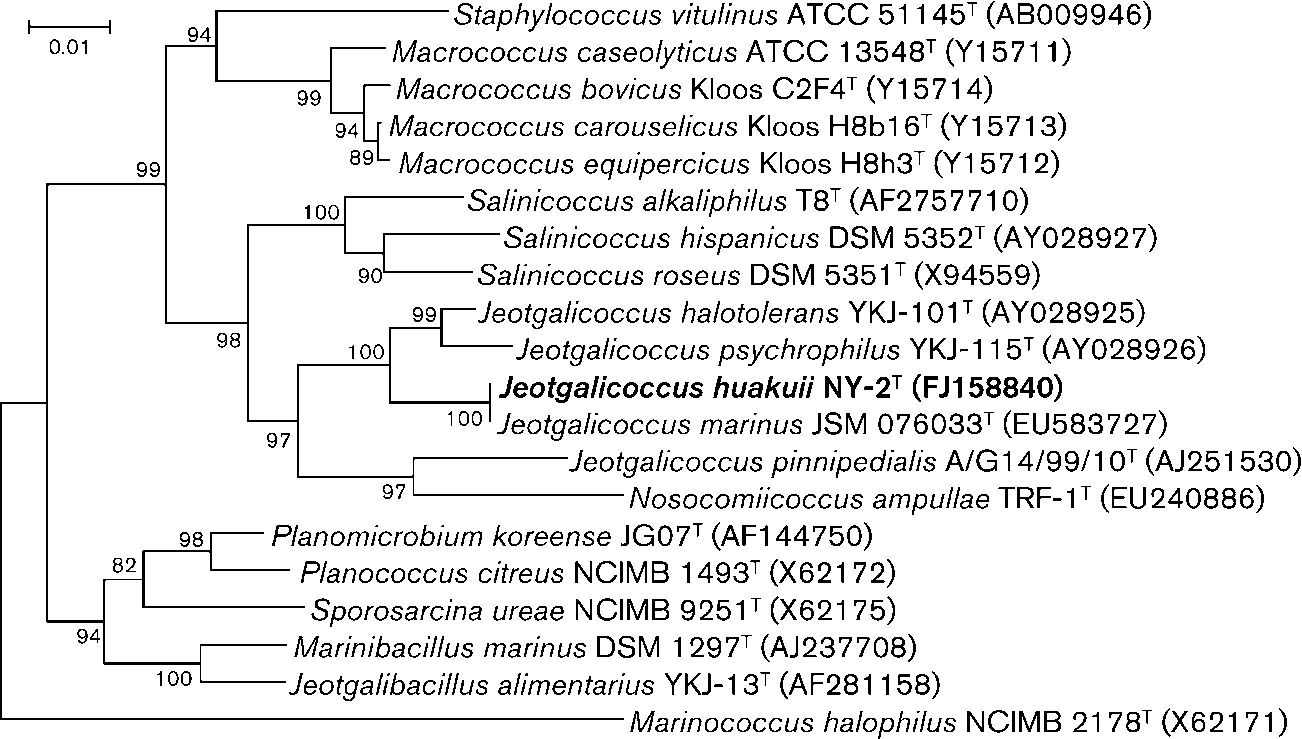 Staphylococcus vitulinus ATCC 51145ᵀ (AB009946)
0.01
94
Macrococcus caseolyticus ATCC 13548ᵀ (Y15711)
99
Macrococcus bovicus Kloos C2F4ᵀ (Y15714)
94
Macrococcus carouselicus Kloos H8b16ᵀ (Y15713)
89
Macrococcus equipercicus Kloos H8h3ᵀ (Y15712)
99
Salinicoccus alkaliphilus T8ᵀ (AF2757710)
100
Salinicoccus hispanicus DSM 5352ᵀ (AY028927)
90
Salinicoccus roseus DSM 5351ᵀ (X94559)
99
Jeotgalicoccus halotolerans YKJ-101ᵀ (AY028925)
98
100
Jeotgalicoccus psychrophilus YKJ-115ᵀ (AY028926)
Jeotgalicoccus huakuii NY-2ᵀ (FJ158840)
100
Jeotgalicoccus marinus JSM 076033ᵀ (EU583727)
97
Jeotgalicoccus pinnipedialis A/G14/99/10ᵀ (AJ251530)
97
Nosocomiicoccus ampullae TRF-1ᵀ (EU240886)
98
Planomicrobium koreense JG07ᵀ (AF144750)
82
Planococcus citreus NCIMB 1493ᵀ (X62172)
Sporosarcina ureae NCIMB 9251ᵀ (X62175)
94
Marinibacillus marinus DSM 1297ᵀ (AJ237708)
100
Jeotgalibacillus alimentarius YKJ-13ᵀ (AF281158)
Marinococcus halophilus NCIMB 2178ᵀ (X62171)